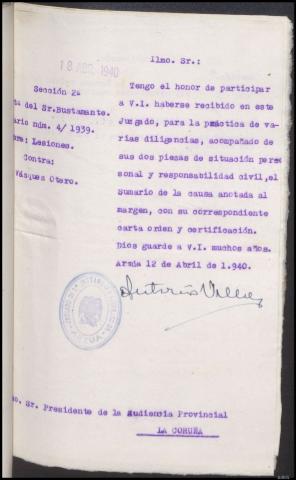 18 ABR. 1940
Ilmo. Sr.:
Sección 2ª
del Sr.Bustamante.
núm. 4/ 1939.
Lesiones.
Contra:
Vásques Otero.
Tengo el honor de participar
a V.I. haberse recibido en este
Juzgado, para la práctica de va-
rias diligencias, acompañado de
sus dos piezas de situación pers
sonal y responsabilidad civil,el
Sumario de la causa anotada al
margen, con su correspondiente
carta orden y certificación.
Dios guarde a V.I. muchos años.
Arzúa 12 de Abril de 1.940.
Sr. Presidente de la Audiencia Provincial
LA CORUÑA